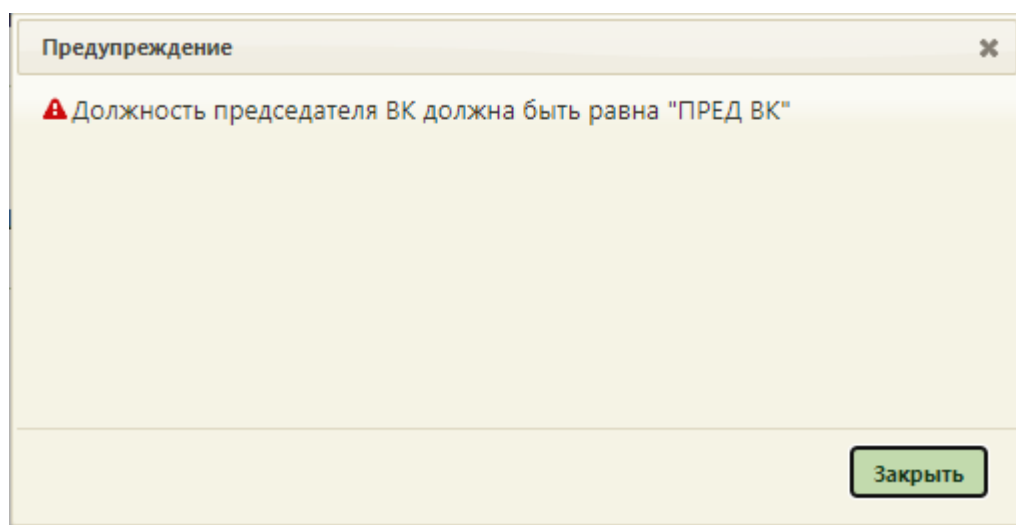 Предупреждение
Должность председателя ВК должна быть равна "ПРЕД ВК"
Закрыть